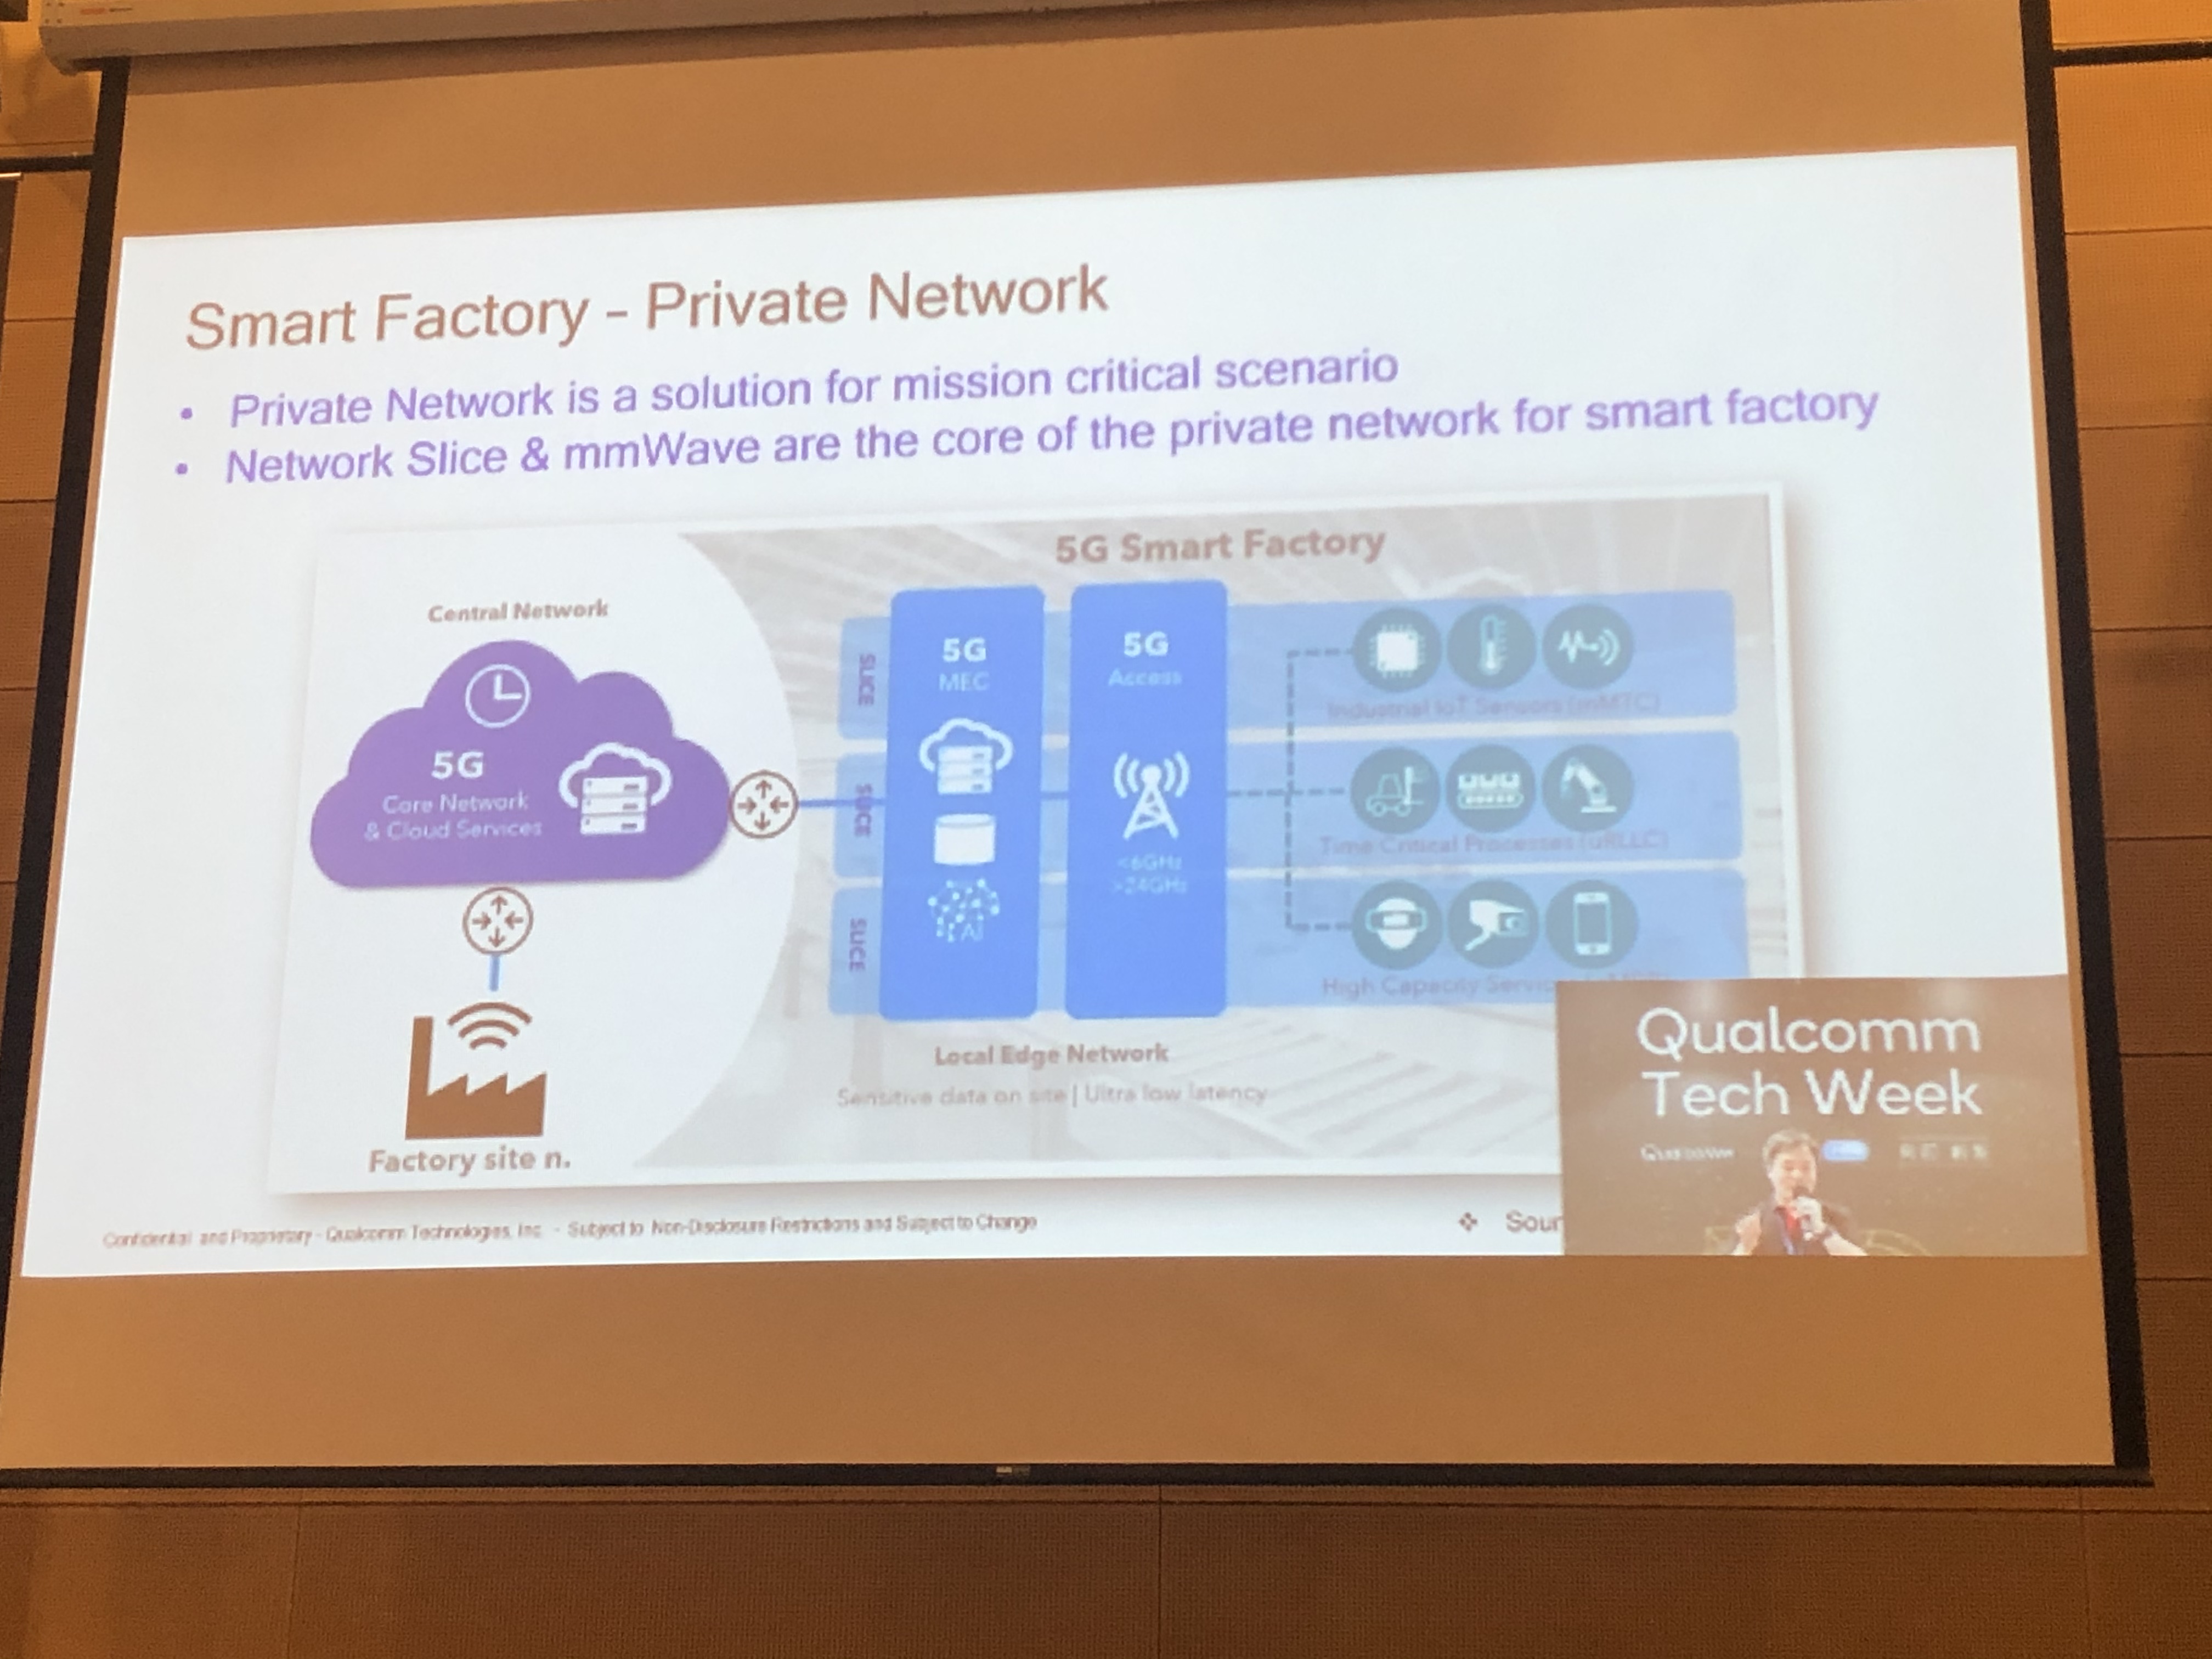 Smart Factory – Private Network
• Private Network is a solution for mission critical scenario
• Network Slice & mmWave are the core of the private network for smart factory
5G Smart Factory
Central Network
5G
Core Network
& Cloud Services
Factory site n.
SLICE
SLICE
SLICE
5G
MEC
AI
5G
Access
<6GHz
>24GHz
Industrial IoT Sensors (mMTC)
Time Critical Processes (uRLLC)
High Capacity
Local Edge Network
Sensitive data on site | Ultra low latency
Qualcomm
Tech Week
Qualcomm
Confidential and Proprietary - Qualcomm Technologies, Inc. - Subject to Non-Disclosure Restrictions and Subject to Change
❖ Sour